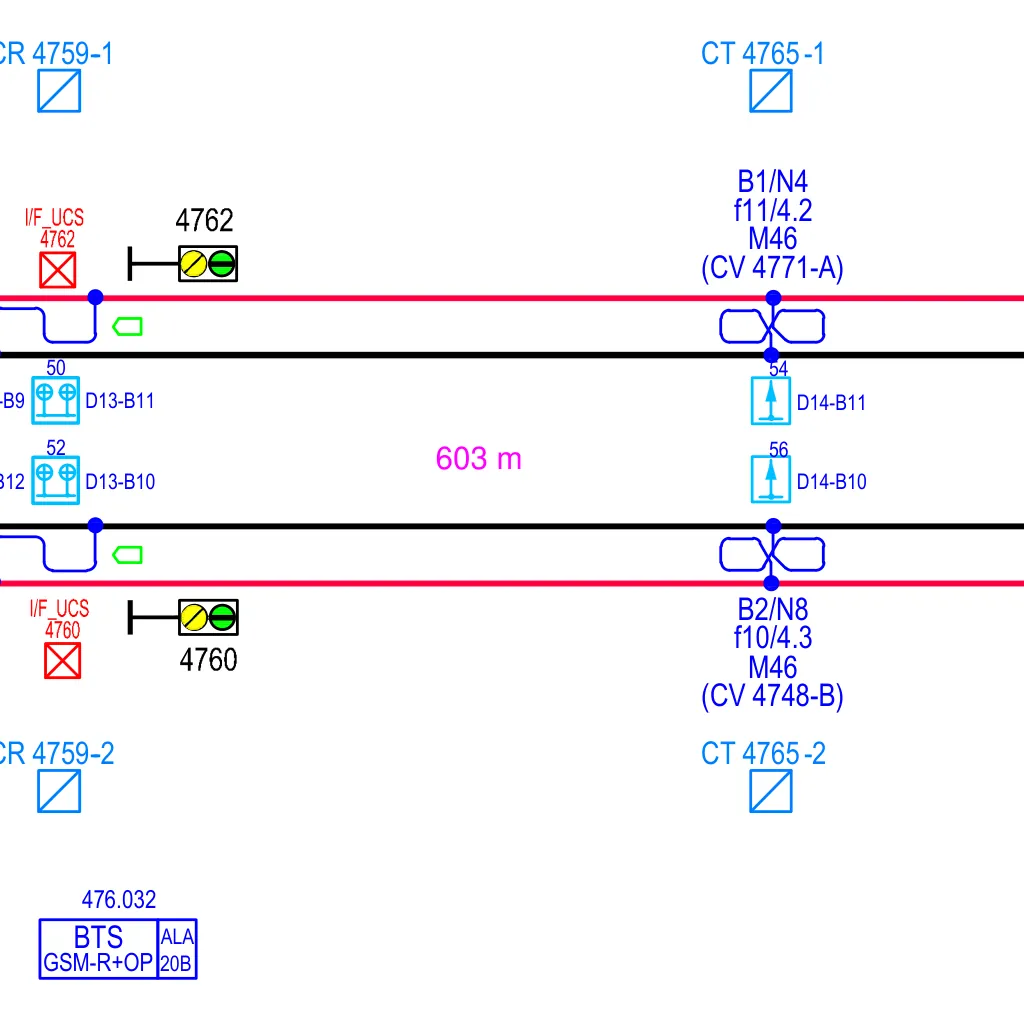 CR 4759-1
CT 4765-1
B1/N4
f11/4.2
M46
(CV 4771-A)
I/F_UCS
4762
4762
50
54
-B9
D13-B11
D14-B11
52
56
B12
D13-B10
D14-B10
603 m
I/F_UCS
4760
4760
B2/N8
f10/4.3
M46
(CV 4748-B)
CR 4759-2
CT 4765-2
476.032
BTS
GSM-R+OP
ALA
20B